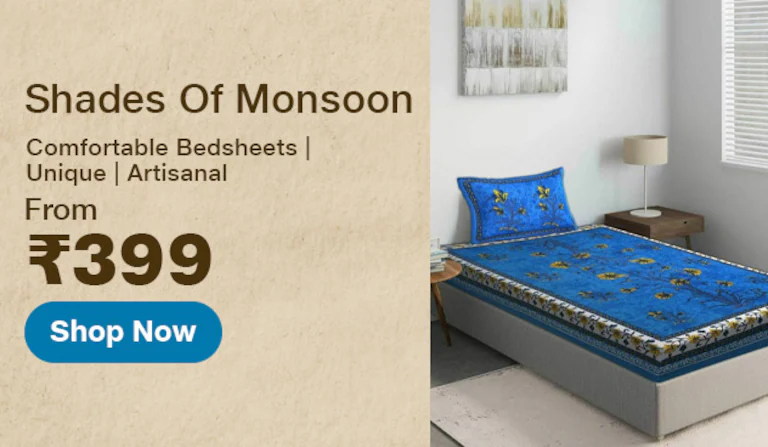 Shades Of Monsoon
Comfortable Bedsheets |
Unique | Artisanal
From
₹399
Shop Now